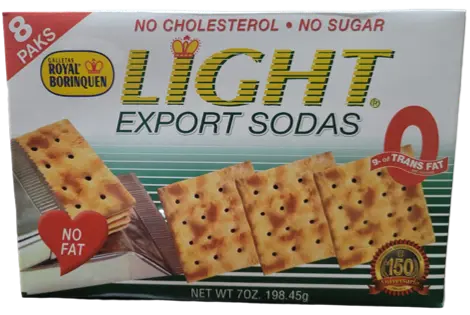 8 PAKS
NO CHOLESTEROL • NO SUGAR
GALLETAS
ROYAL
BORINQUEN
LIGHT®
EXPORT SODAS
0
g. of TRANS FAT
NO
FAT
150
NET WT 7OZ. 198.45g